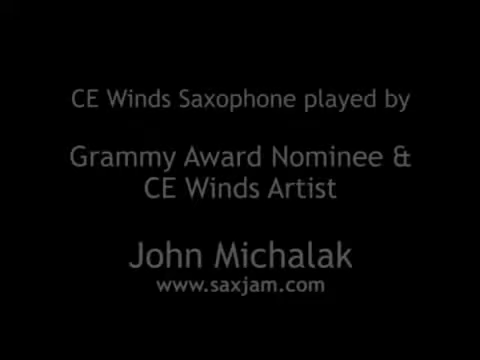 CE Winds Saxophone played by
Grammy Award Nominee &
CE Winds Artist
John Michalak
www.saxjam.com